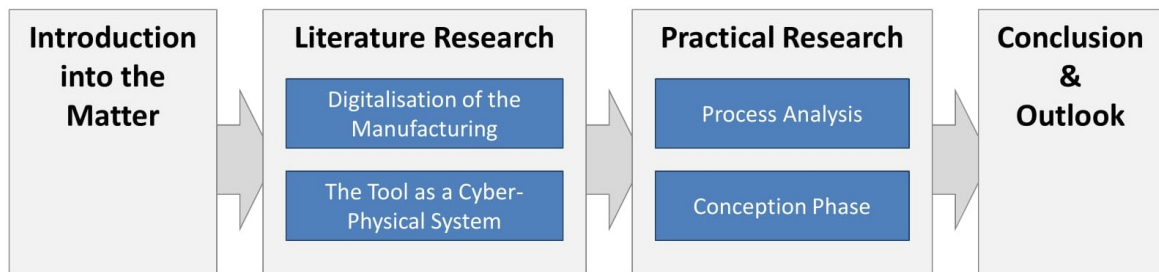 Introduction
into the
Matter
Literature Research
Digitalisation of the
Manufacturing
The Tool as a Cyber-
Physical System
Practical Research
Process Analysis
Conception Phase
Conclusion
&
Outlook